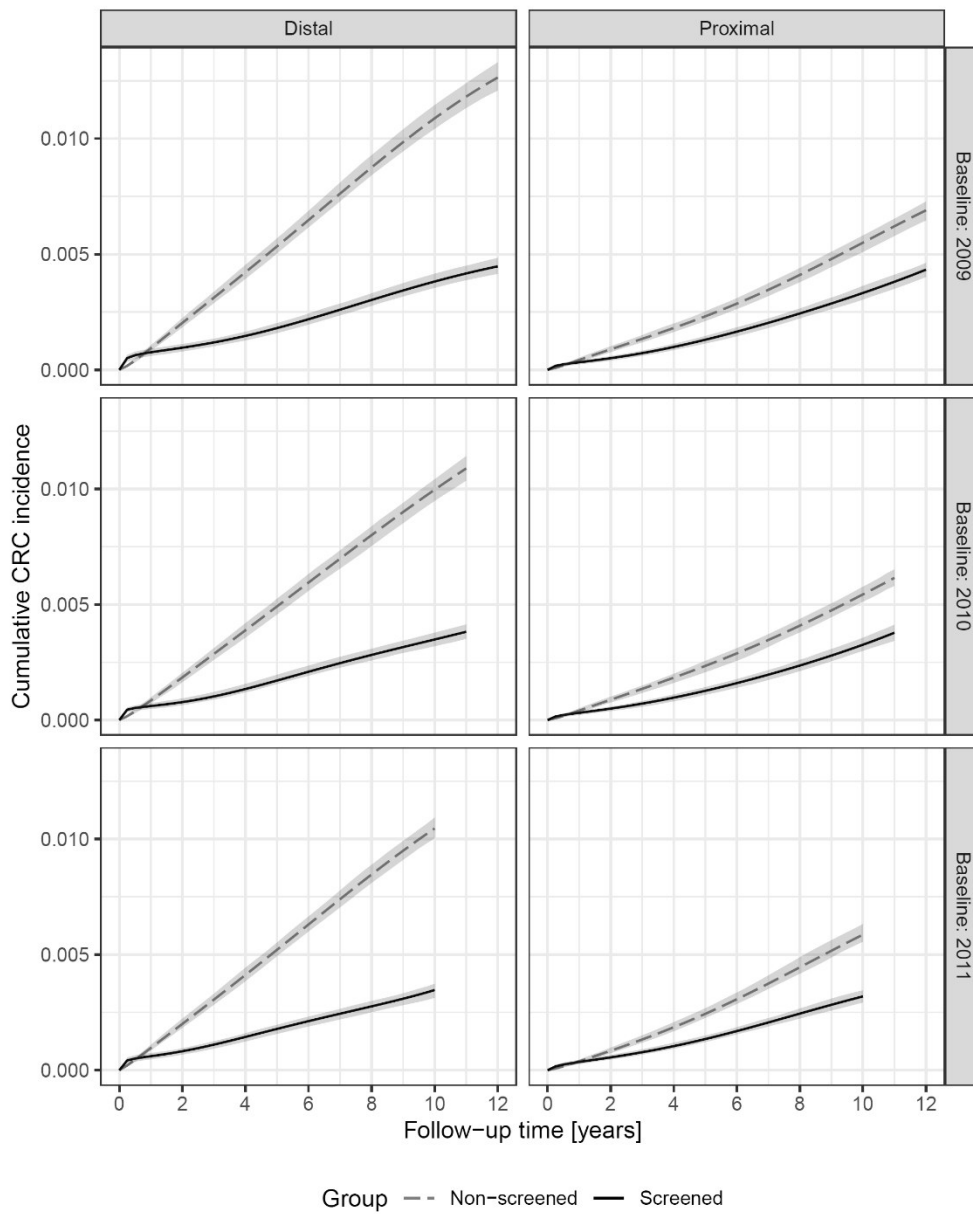 Distal
Proximal
0.010
0.005
0.000
Baseline: 2009
0.010
0.005
0.000
Baseline: 2010
0.010
0.005
0.000
Baseline: 2011
Cumulative CRC incidence
0 2 4 6 8 10 12
0 2 4 6 8 10 12
Follow−up time [years]
Group Non−screened Screened